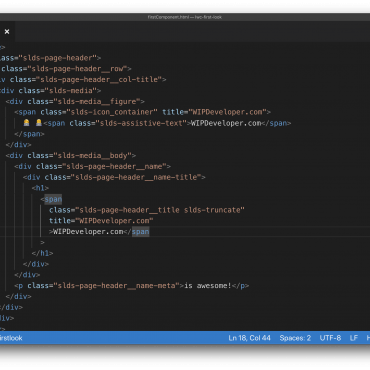 firstComponent.html — lwc-first-look
×
>
lass="slds-page-header">
class="slds-page-header__row">
v class="slds-page-header__col-title">
<div class="slds-media">
<div class="slds-media__figure">
<span class="slds-icon_container" title="WIPDeveloper.com">
<span class="slds-assistive-text">WIPDeveloper.com</span>
</span>
</div>
<div class="slds-media__body">
<div class="slds-page-header__name">
<div class="slds-page-header__name-title">
<h1>
<span
class="slds-page-header__title slds-truncate"
title="WIPDeveloper.com"
>WIPDeveloper.com</span
>
</h1>
</div>
</div>
<p class="slds-page-header__name-meta">is awesome!</p>
</div>
</div>
div>
>
irstlook Ln 18, Col 44 Spaces: 2 UTF-8 LF H